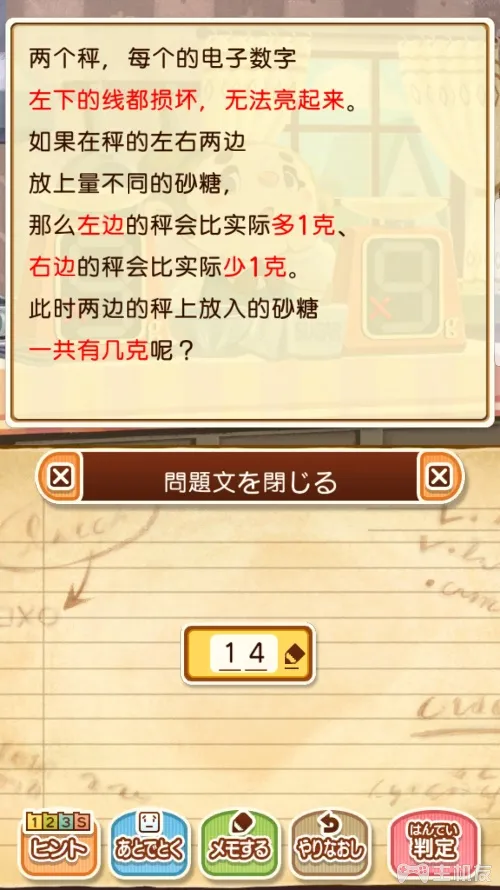 两个秤，每个的电子数字
左下的线都损坏，无法亮起来。
如果在秤的左右两边
放上量不同的砂糖，
那么左边的秤会比实际多1克、
右边的秤会比实际少1克。
此时两边的秤上放入的砂糖
一共有几克呢？
問題文を閉じる
14
123S
ヒント
あとでとく
メモする
やりなおし
はんてい
判定
主机友